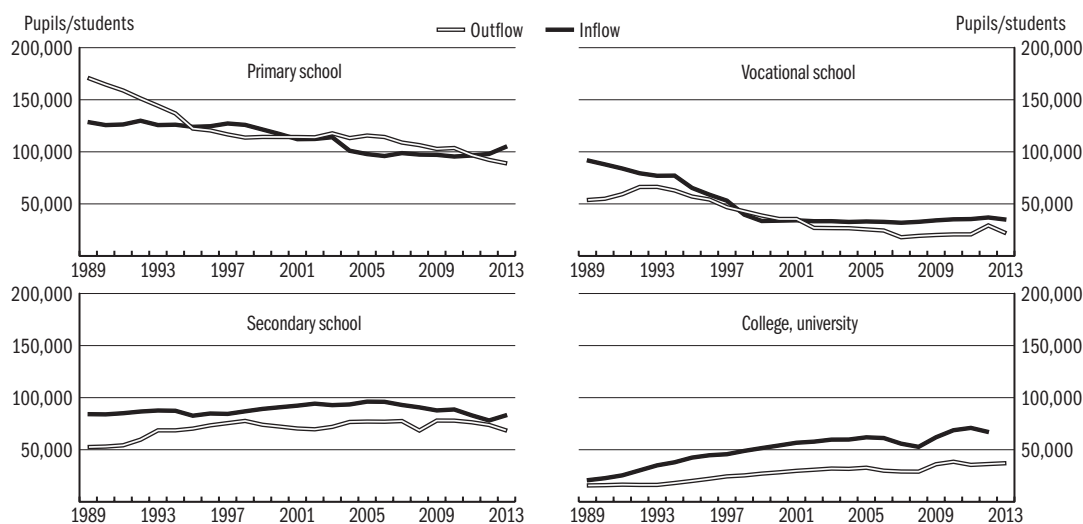 Pupils/students Outflow Inflow Pupils/students
200,000 200,000
Primary school Vocational school
150,000 150,000
100,000 100,000
50,000 50,000
1989 1993 1997 2001 2005 2009 2013 1989 1993 1997 2001 2005 2009 2013
200,000 200,000
Secondary school College, university
150,000 150,000
100,000 100,000
50,000 50,000
1989 1993 1997 2001 2005 2009 2013 1989 1993 1997 2001 2005 2009 2013